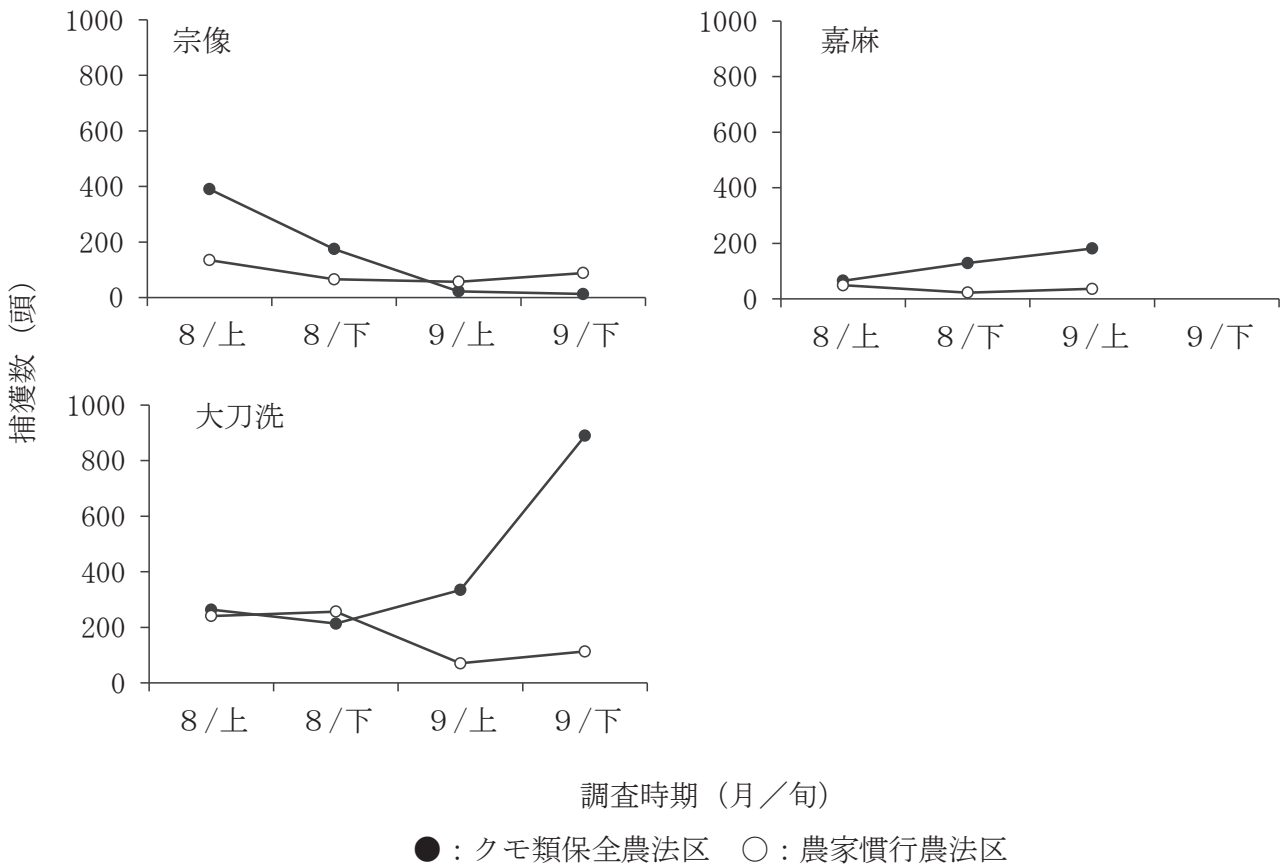 宗像
1000
800
600
400
200
0
8/上 8/下 9/上 9/下
嘉麻
1000
800
600
400
200
0
8/上 8/下 9/上 9/下
捕獲数（頭）
大刀洗
1000
800
600
400
200
0
8/上 8/下 9/上 9/下
調査時期（月／旬）
●：クモ類保全農法区 ○：農家慣行農法区